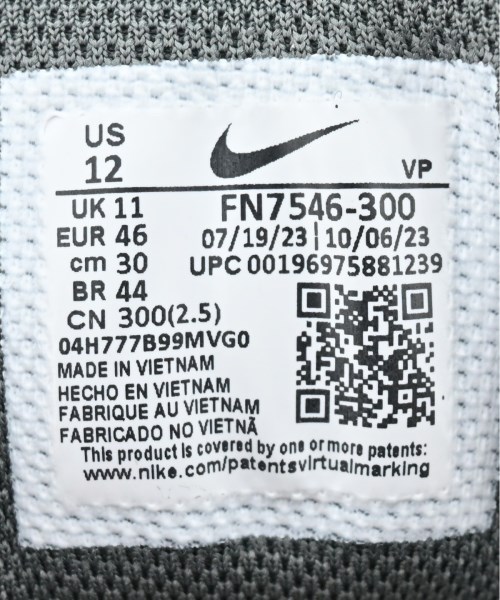 US
12
VP
UK 11
FN7546-300
EUR 46
07/19/23 | 10/06/23
cm 30
UPC 00196975881239
BR 44
CN 300(2.5)
04H777B99MVG0
MADE IN VIETNAM
HECHO EN VIETNAM
FABRIQUE AU VIETNAM
FABRICADO NO VIETNÃ
This product is covered by one or more patents:
www.nike.com/patentsvirtualmarking